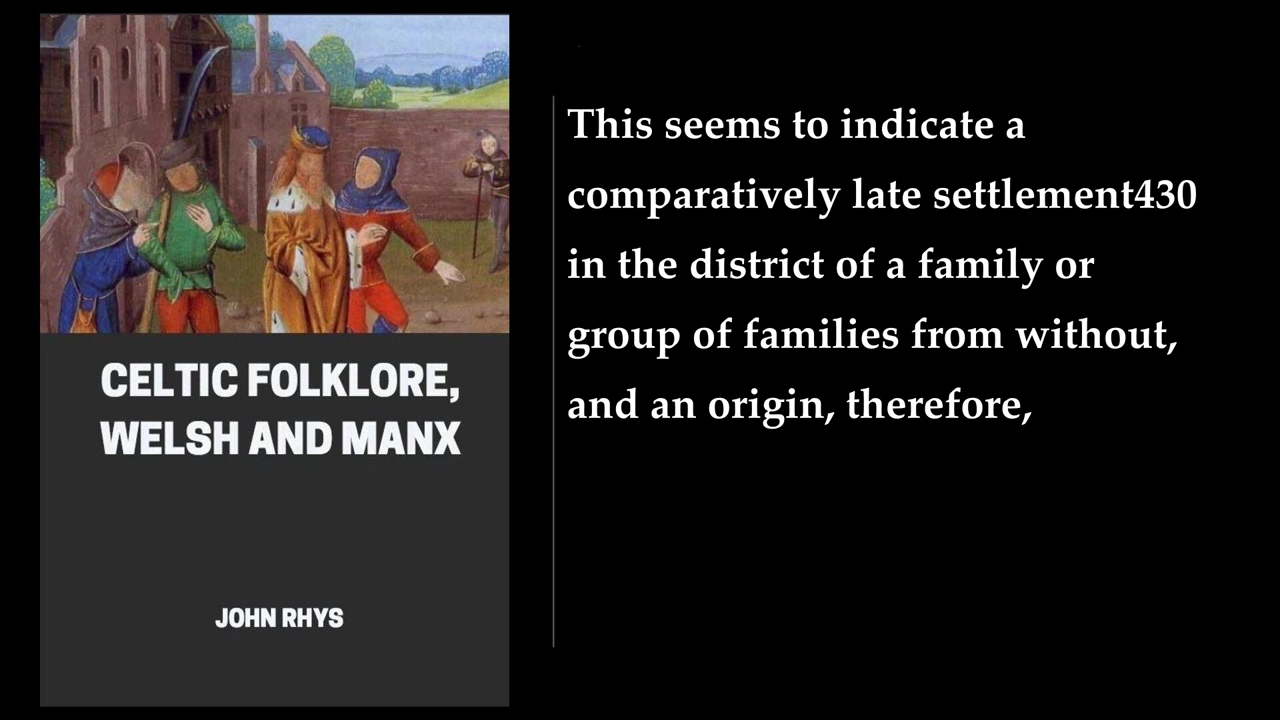 CELTIC FOLKLORE,
WELSH AND MANX
JOHN RHYS
This seems to indicate a
comparatively late settlement430
in the district of a family or
group of families from without,
and an origin, therefore,